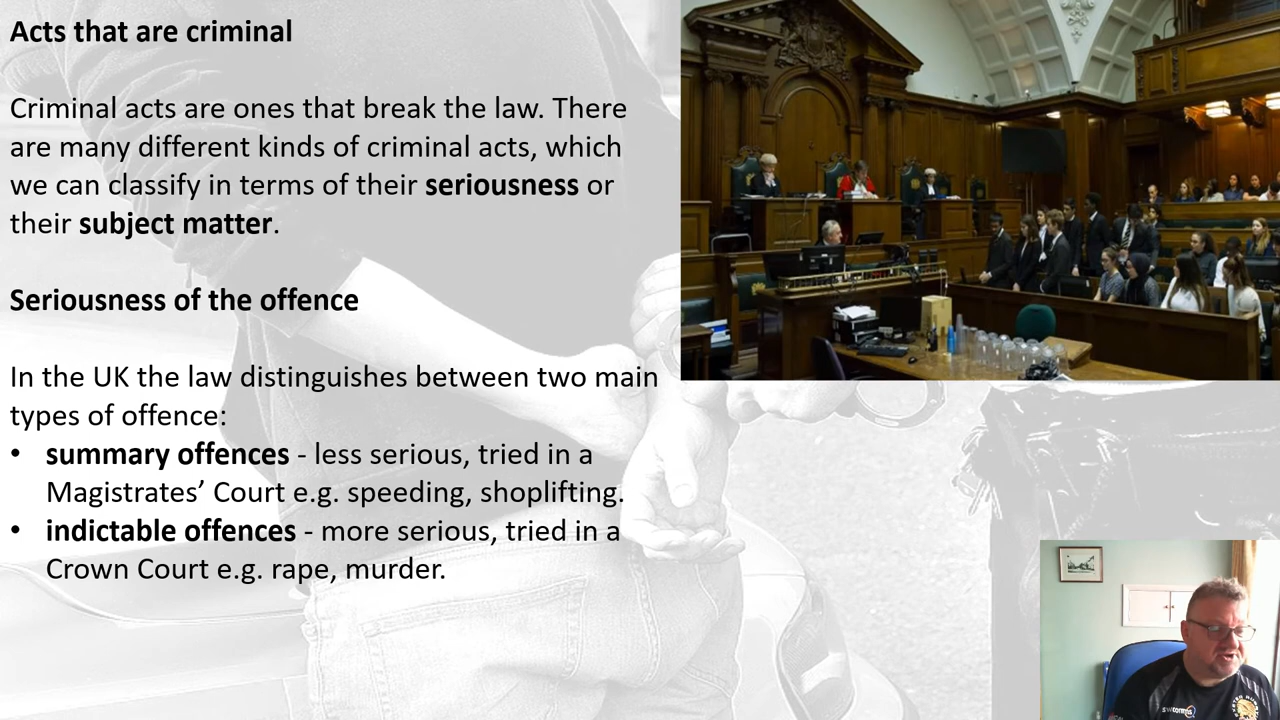 Acts that are criminal
Criminal acts are ones that break the law. There
are many different kinds of criminal acts, which
we can classify in terms of their seriousness or
their subject matter.
Seriousness of the offence
In the UK the law distinguishes between two main
types of offence:
• summary offences - less serious, tried in a
Magistrates’ Court e.g. speeding, shoplifting.
• indictable offences - more serious, tried in a
Crown Court e.g. rape, murder.